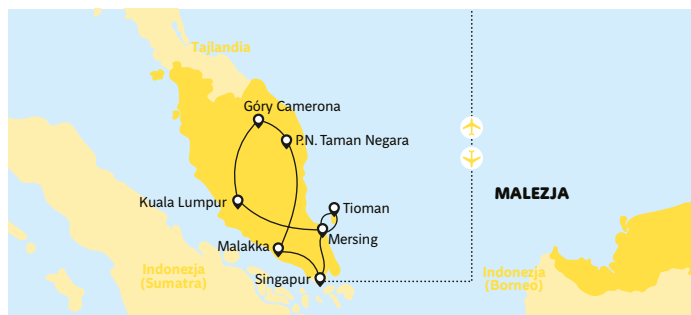 Tajlandia
Góry Camerona
P.N. Taman Negara
MALEZJA
Kuala Lumpur
Tioman
Mersing
Malakka
Indonezja
(Sumatra)
Singapur
Indonezja
(Borneo)